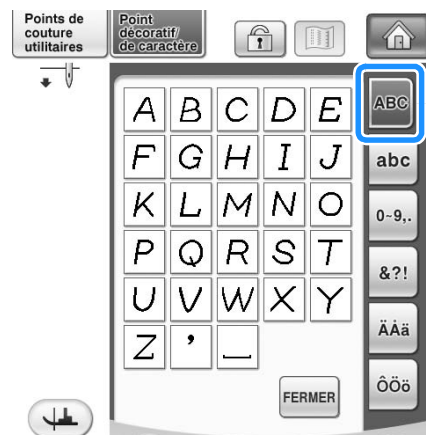 Points de
couture
utilitaires
Point
décoratif/
de caractère
ABC
A B C D E
abc
F G H I J
0~9,.
K L M N O
&?!
P Q R S T
ÄÅä
U V W X Y
ÔÖö
Z ’ _
FERMER